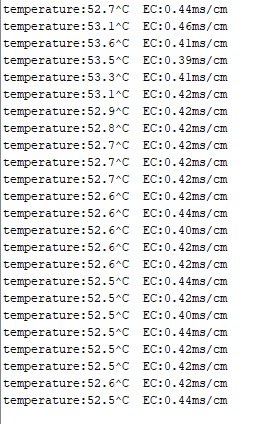 temperature:52.7^C  EC:0.44ms/cm
temperature:53.1^C  EC:0.46ms/cm
temperature:53.6^C  EC:0.41ms/cm
temperature:53.5^C  EC:0.39ms/cm
temperature:53.3^C  EC:0.41ms/cm
temperature:53.1^C  EC:0.42ms/cm
temperature:52.9^C  EC:0.42ms/cm
temperature:52.8^C  EC:0.42ms/cm
temperature:52.7^C  EC:0.42ms/cm
temperature:52.7^C  EC:0.42ms/cm
temperature:52.7^C  EC:0.42ms/cm
temperature:52.6^C  EC:0.42ms/cm
temperature:52.6^C  EC:0.44ms/cm
temperature:52.6^C  EC:0.40ms/cm
temperature:52.6^C  EC:0.42ms/cm
temperature:52.6^C  EC:0.42ms/cm
temperature:52.5^C  EC:0.44ms/cm
temperature:52.5^C  EC:0.42ms/cm
temperature:52.5^C  EC:0.40ms/cm
temperature:52.5^C  EC:0.44ms/cm
temperature:52.5^C  EC:0.42ms/cm
temperature:52.5^C  EC:0.42ms/cm
temperature:52.6^C  EC:0.42ms/cm
temperature:52.5^C  EC:0.44ms/cm